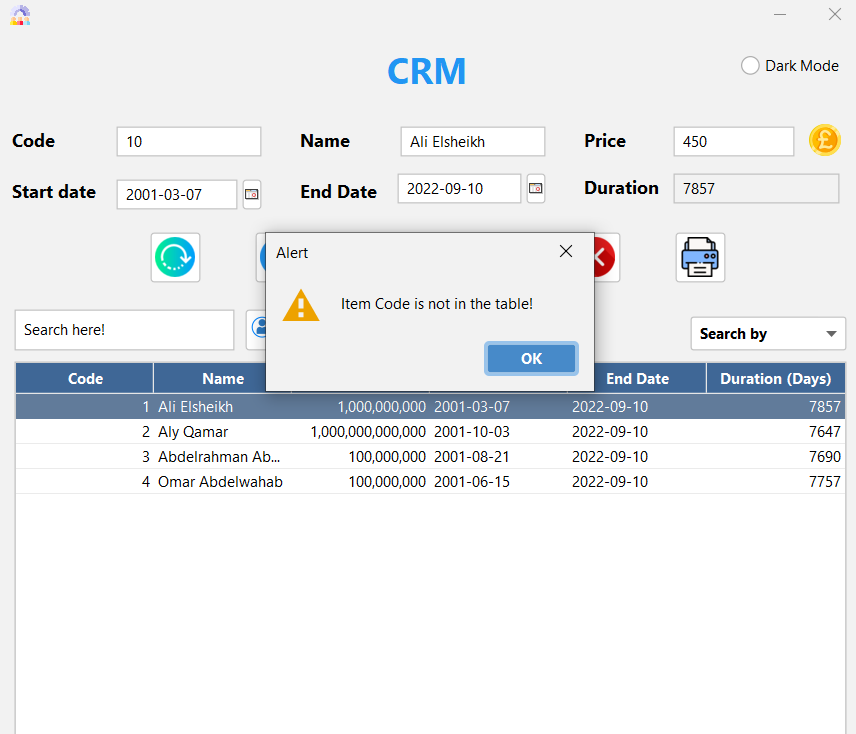 CRM
Dark Mode
Code 10 Name Ali Elsheikh Price 450 £
Start date 2001-03-07 End Date 2022-09-10 Duration 7857
Alert
Item Code is not in the table!
OK
Search here! Search by
Code Name End Date Duration (Days)
1 Ali Elsheikh 1,000,000,000 2001-03-07 2022-09-10 7857
2 Aly Qamar 1,000,000,000,000 2001-10-03 2022-09-10 7647
3 Abdelrahman Ab... 100,000,000 2001-08-21 2022-09-10 7690
4 Omar Abdelwahab 100,000,000 2001-06-15 2022-09-10 7757